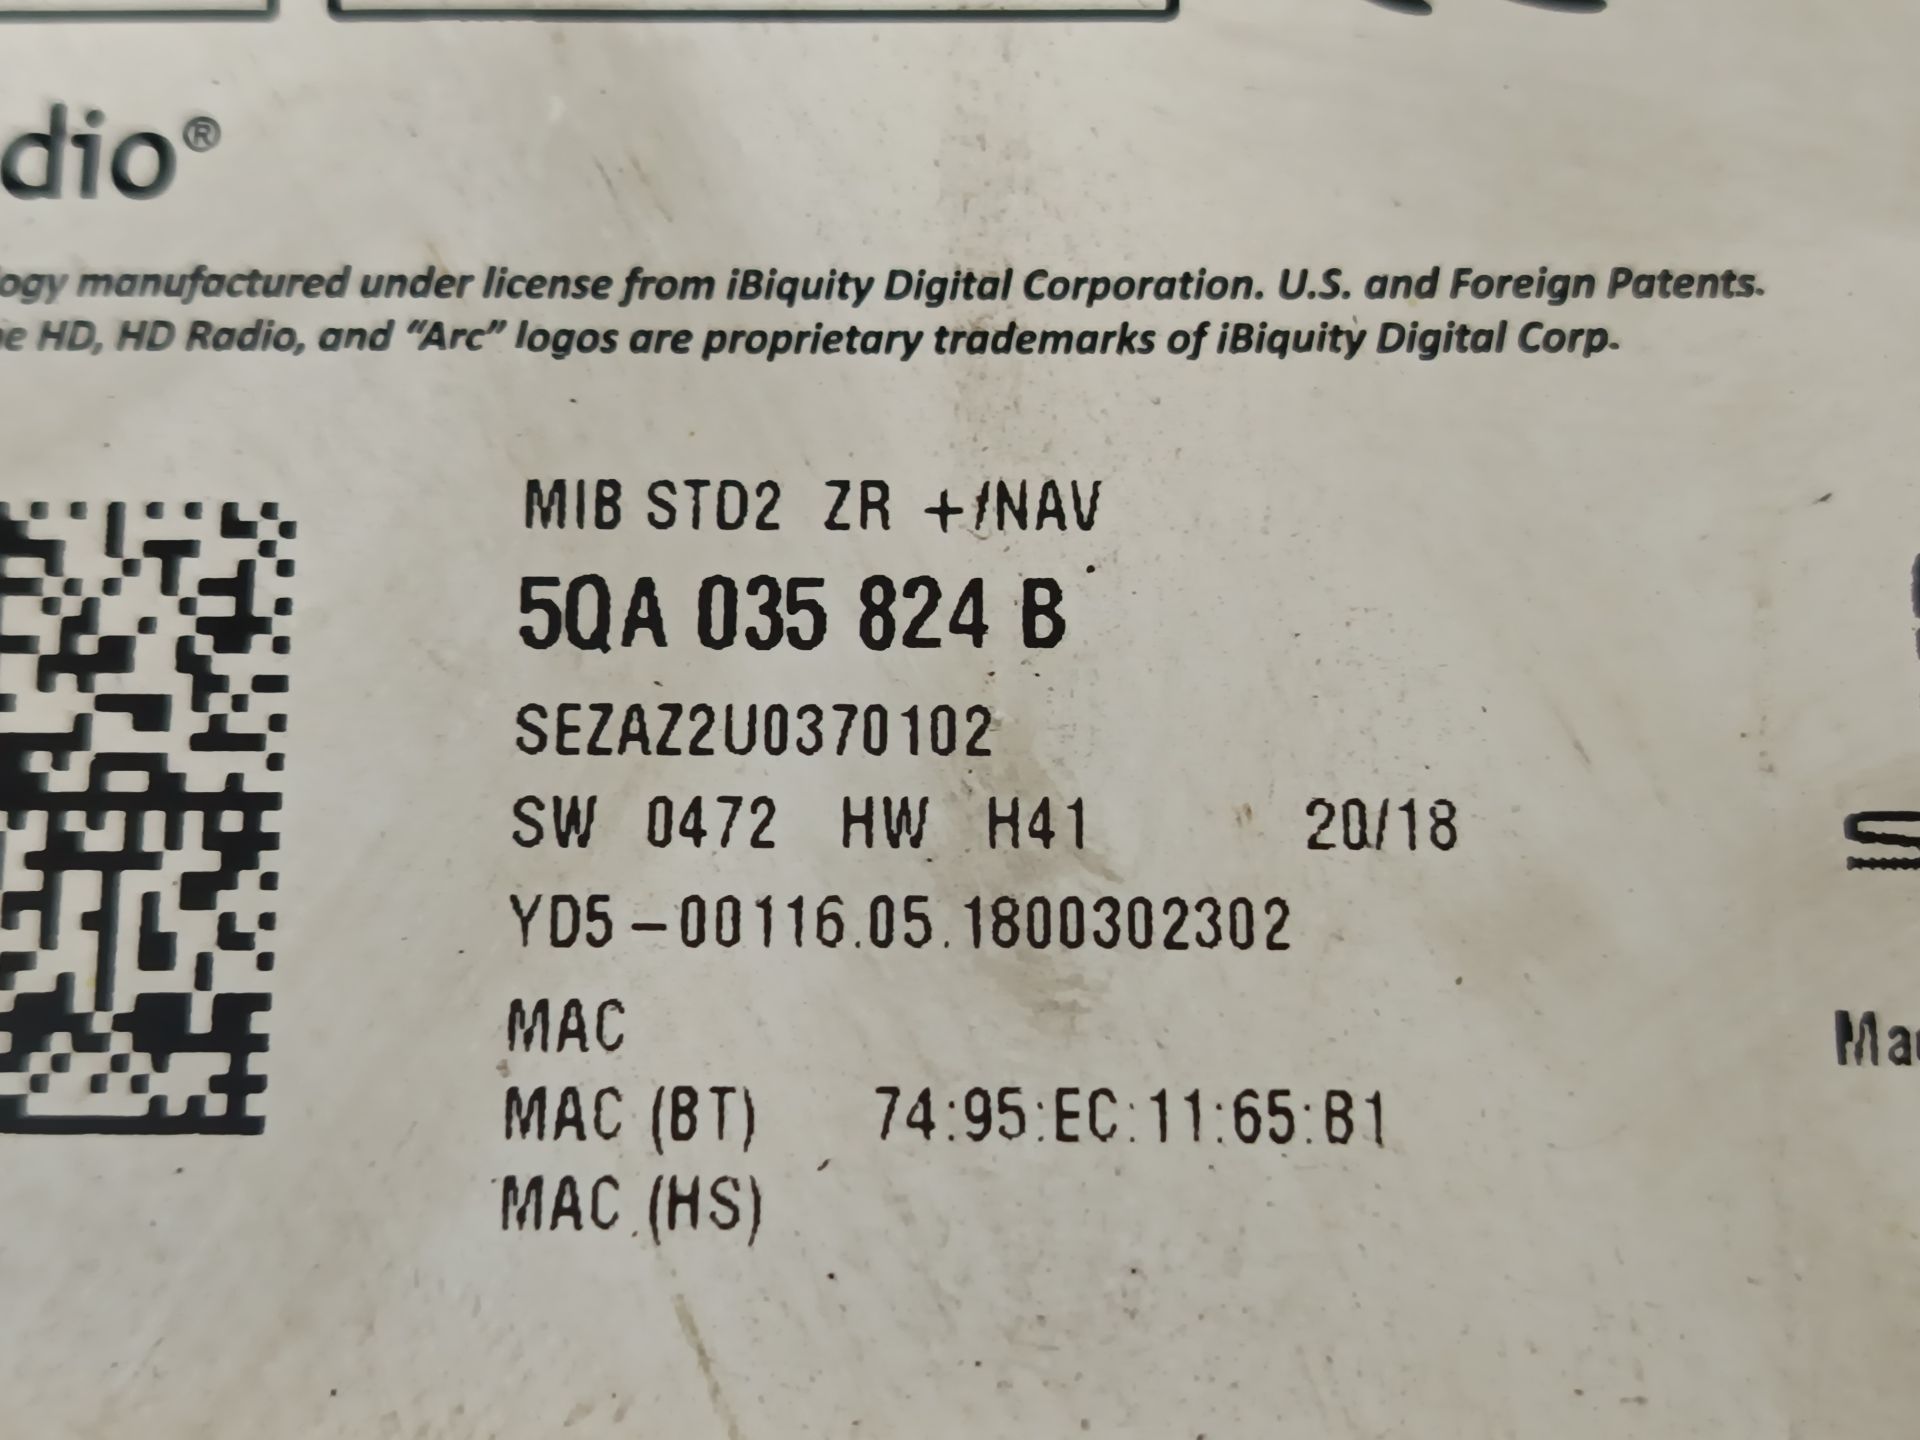 dio®
ogy manufactured under license from iBiquity Digital Corporation. U.S. and Foreign Patents.
e HD, HD Radio, and “Arc” logos are proprietary trademarks of iBiquity Digital Corp.
MIB STD2 ZR +/NAV
5QA 035 824 B
SEZAZ2U0370102
SW 0472 HW H41 20/18
YD5-00116.05.1800302302
MAC
MAC (BT) 74:95:EC:11:65:B1
MAC (HS)